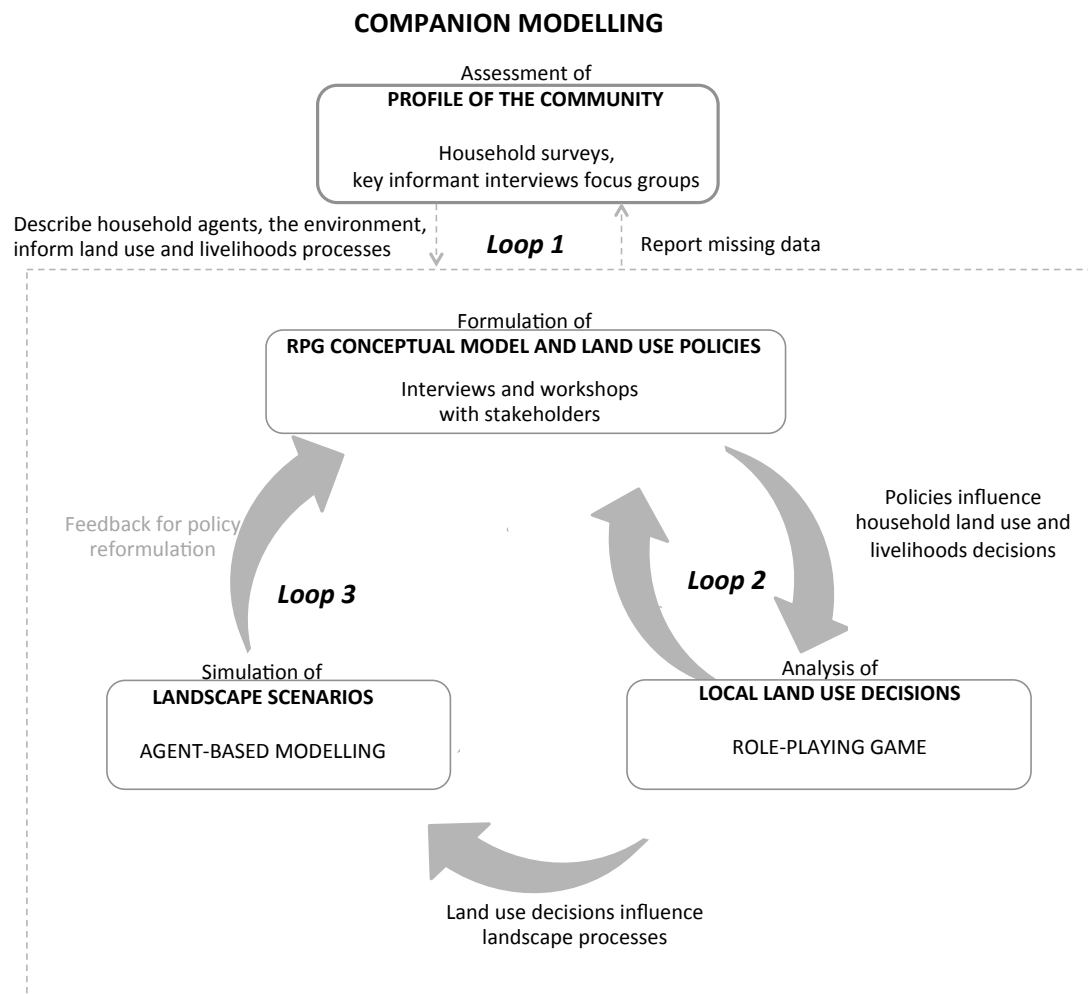 COMPANION MODELLING
Assessment of
PROFILE OF THE COMMUNITY
Household surveys,
key informant interviews focus groups
Describe household agents, the environment,
inform land use and livelihoods processes
Loop 1
Report missing data
Formulation of
RPG CONCEPTUAL MODEL AND LAND USE POLICIES
Interviews and workshops
with stakeholders
Feedback for policy
reformulation
Policies influence
household land use and
livelihoods decisions
Loop 3
Loop 2
Simulation of
LANDSCAPE SCENARIOS
AGENT-BASED MODELLING
Analysis of
LOCAL LAND USE DECISIONS
ROLE-PLAYING GAME
Land use decisions influence
landscape processes